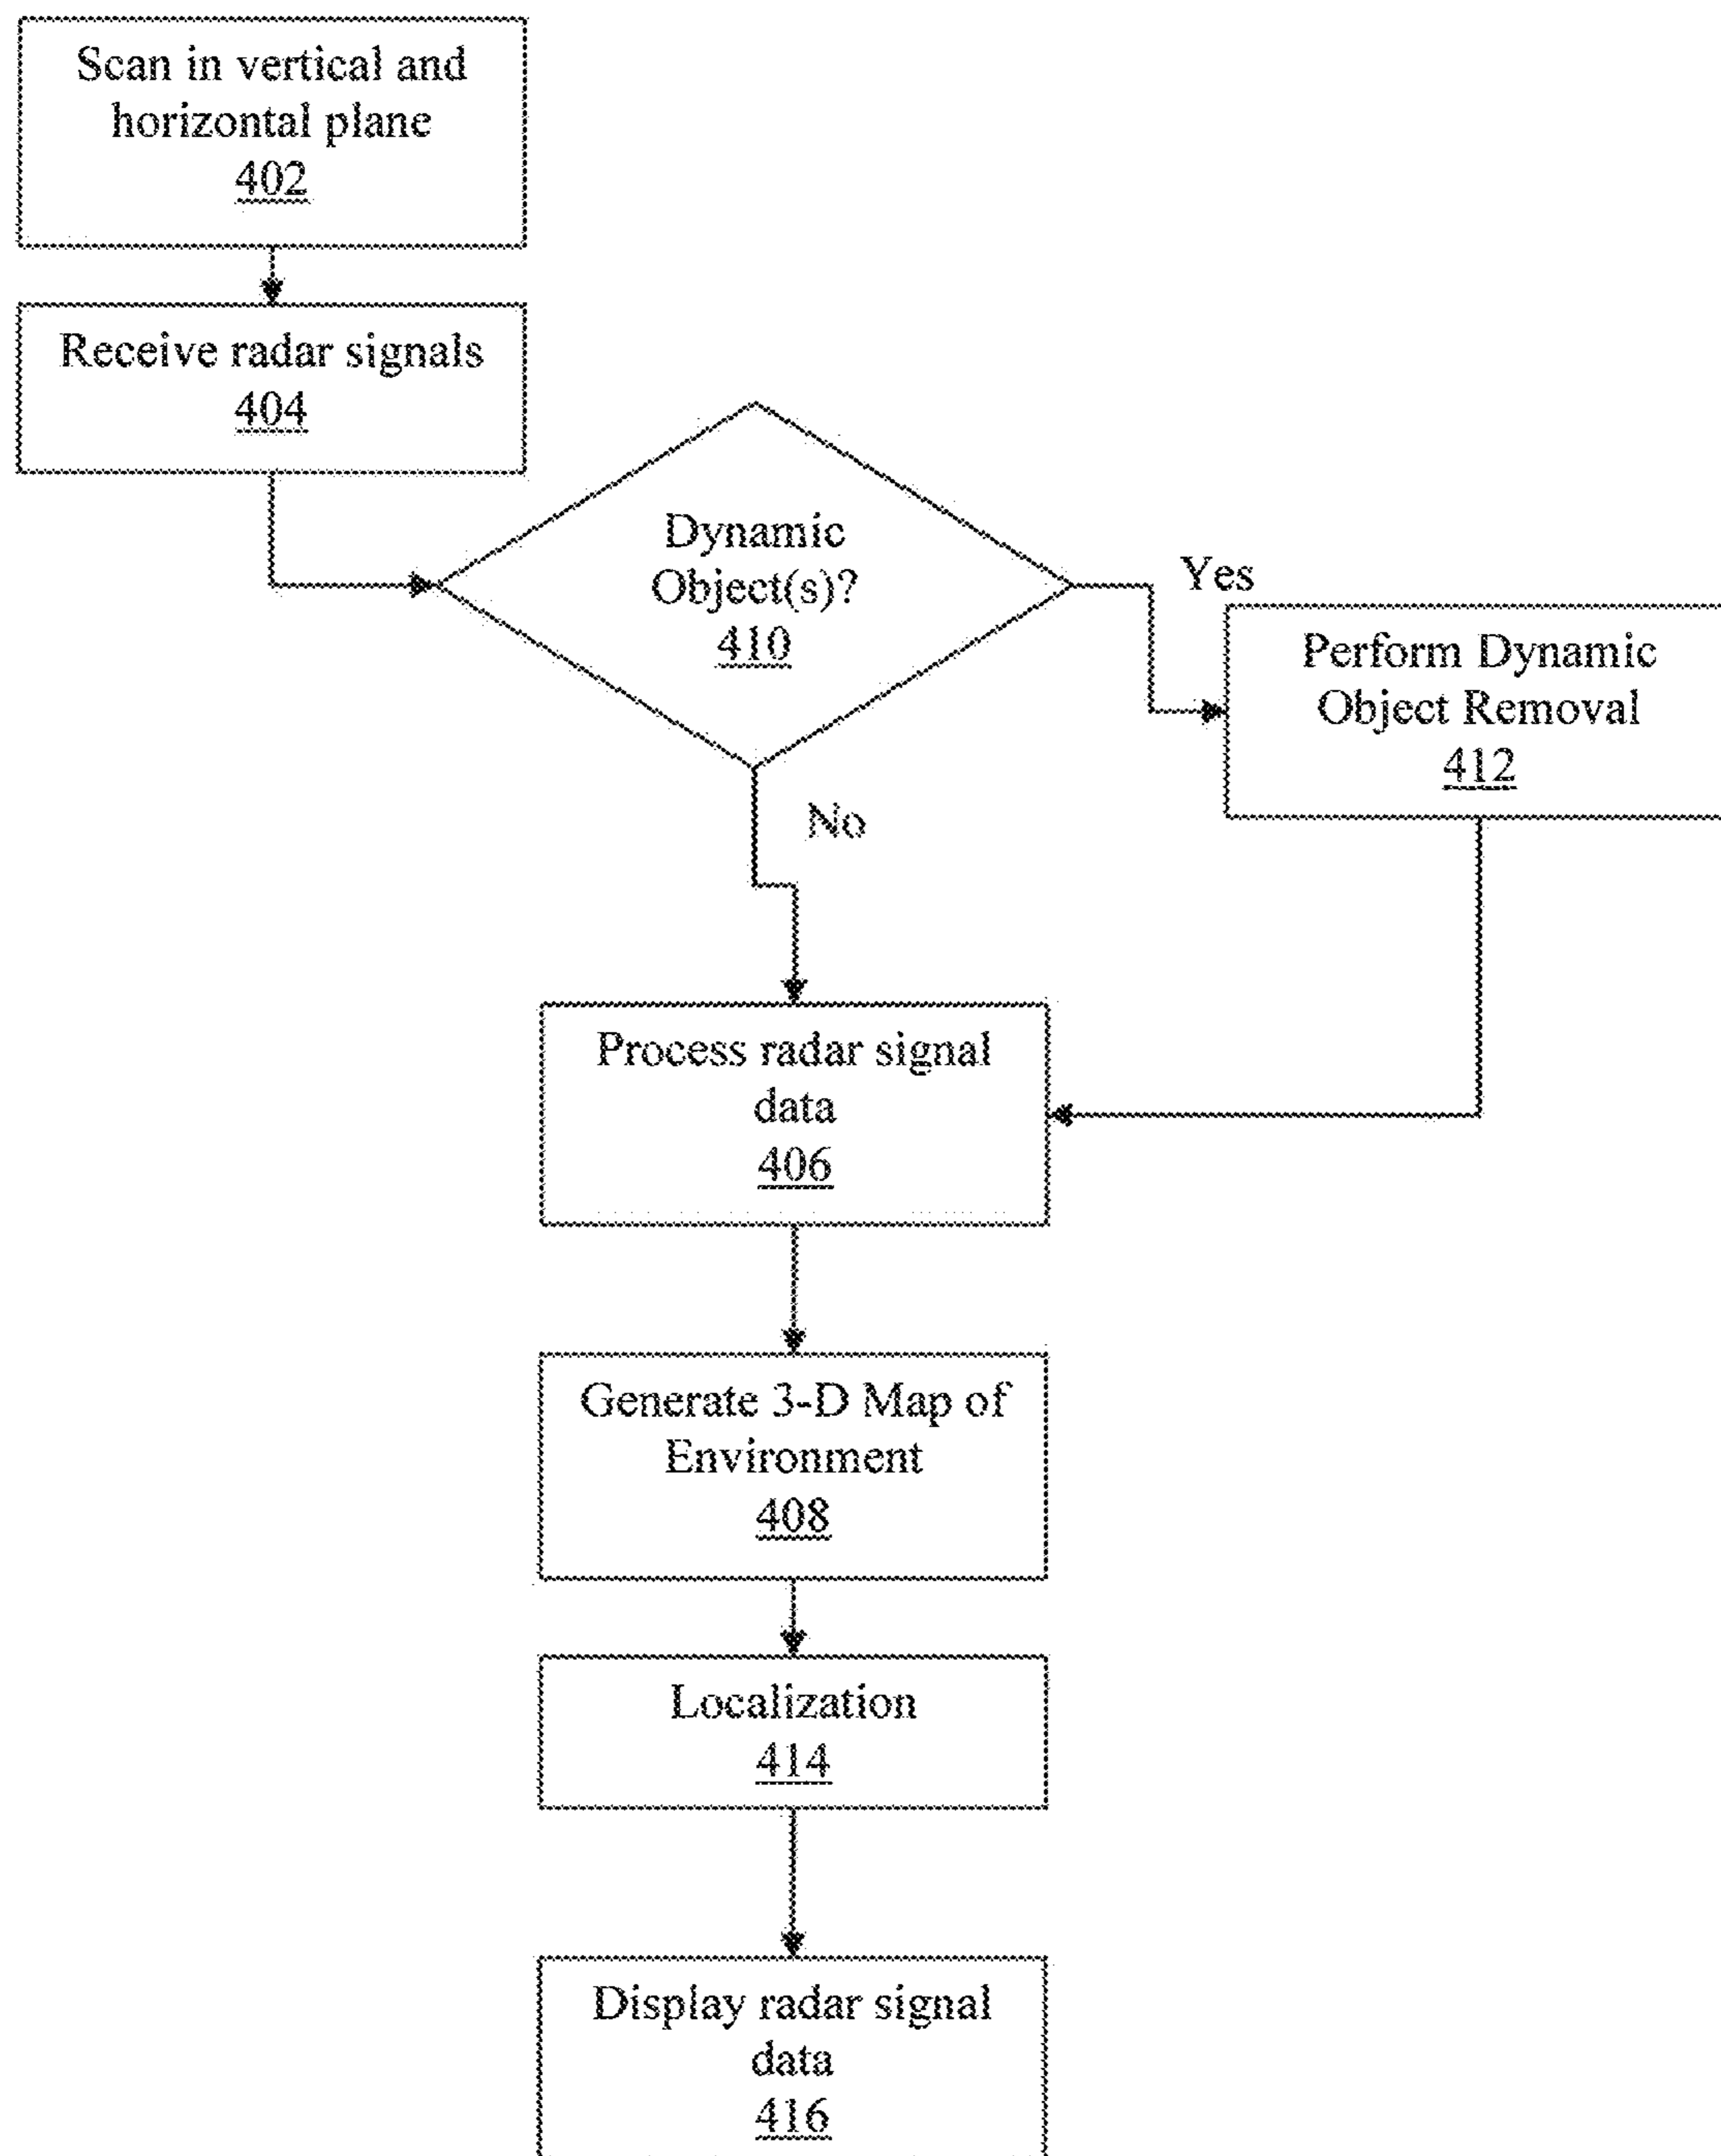 Scan in vertical and
horizontal plane
402
Receive radar signals
404
Dynamic
Object(s)?
410
Yes
Perform Dynamic
Object Removal
412
No
Process radar signal
data
406
Generate 3-D Map of
Environment
408
Localization
414
Display radar signal
data
416